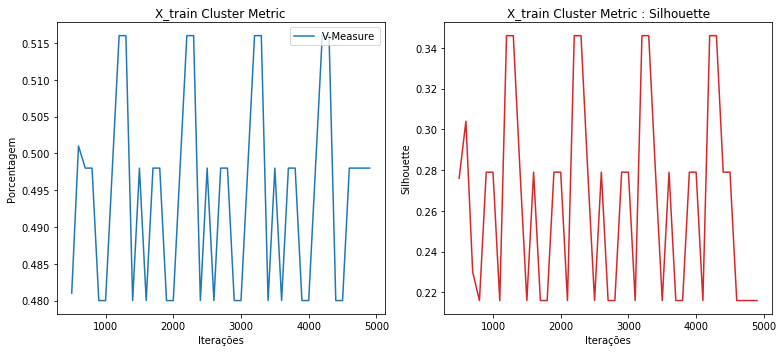 X_train Cluster Metric
V-Measure
Porcentagem
0.515
0.510
0.505
0.500
0.495
0.490
0.485
0.480
1000 2000 3000 4000 5000
Iterações
X_train Cluster Metric : Silhouette
Silhouette
0.34
0.32
0.30
0.28
0.26
0.24
0.22
1000 2000 3000 4000 5000
Iterações